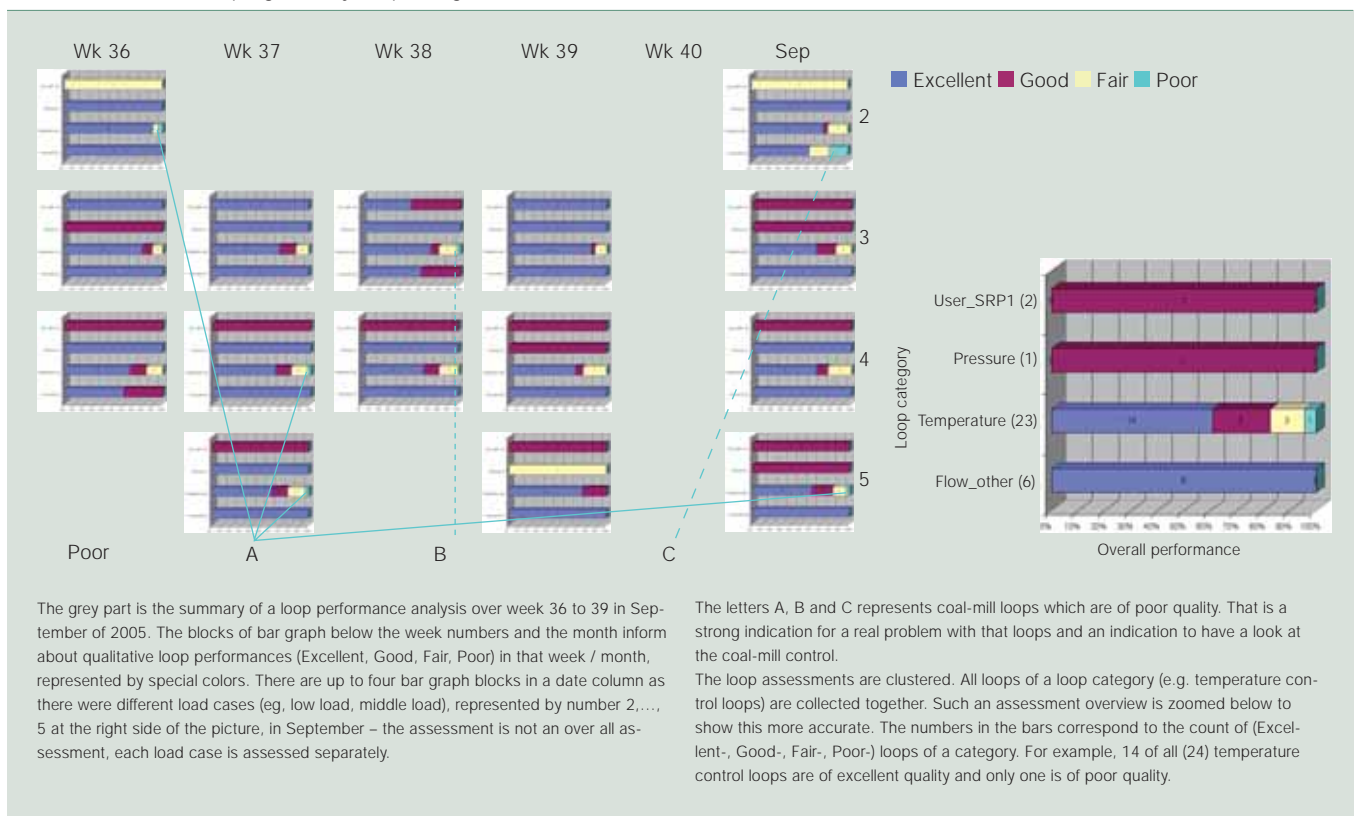 Wk 36 Wk 37 Wk 38 Wk 39 Wk 40 Sep
Excellent Good Fair Poor
2
3
4
5
Poor A B C
Loop category
User_SRP1 (2)
Pressure (1)
Temperature (23)
Flow_other (6)
0% 10% 20% 30% 40% 50% 60% 70% 80% 90% 100%
Overall performance
The grey part is the summary of a loop performance analysis over week 36 to 39 in Sep-
tember of 2005. The blocks of bar graph below the week numbers and the month inform
about qualitative loop performances (Excellent, Good, Fair, Poor) in that week / month,
represented by special colors. There are up to four bar graph blocks in a date column as
there were different load cases (eg, low load, middle load), represented by number 2,...,
5 at the right side of the picture, in September – the assessment is not an over all as-
sessment, each load case is assessed separately.
The letters A, B and C represents coal-mill loops which are of poor quality. That is a
strong indication for a real problem with that loops and an indication to have a look at
the coal-mill control.
The loop assessments are clustered. All loops of a loop category (e.g. temperature con-
trol loops) are collected together. Such an assessment overview is zoomed below to
show this more accurate. The numbers in the bars correspond to the count of (Excel-
lent-, Good-, Fair-, Poor-) loops of a category. For example, 14 of all (24) temperature
control loops are of excellent quality and only one is of poor quality.